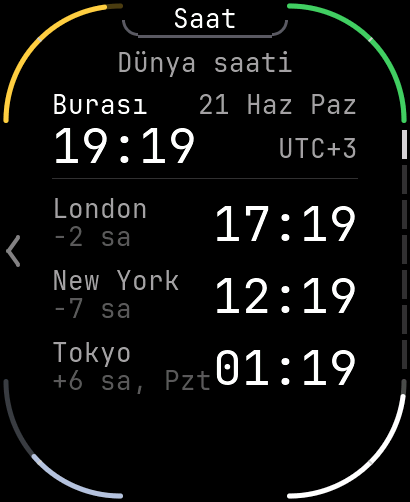 Saat
Dünya saati
Burası 21 Haz Paz
19:19 UTC+3
London 17:19
-2 sa
New York 12:19
-7 sa
Tokyo 01:19
+6 sa, Pzt